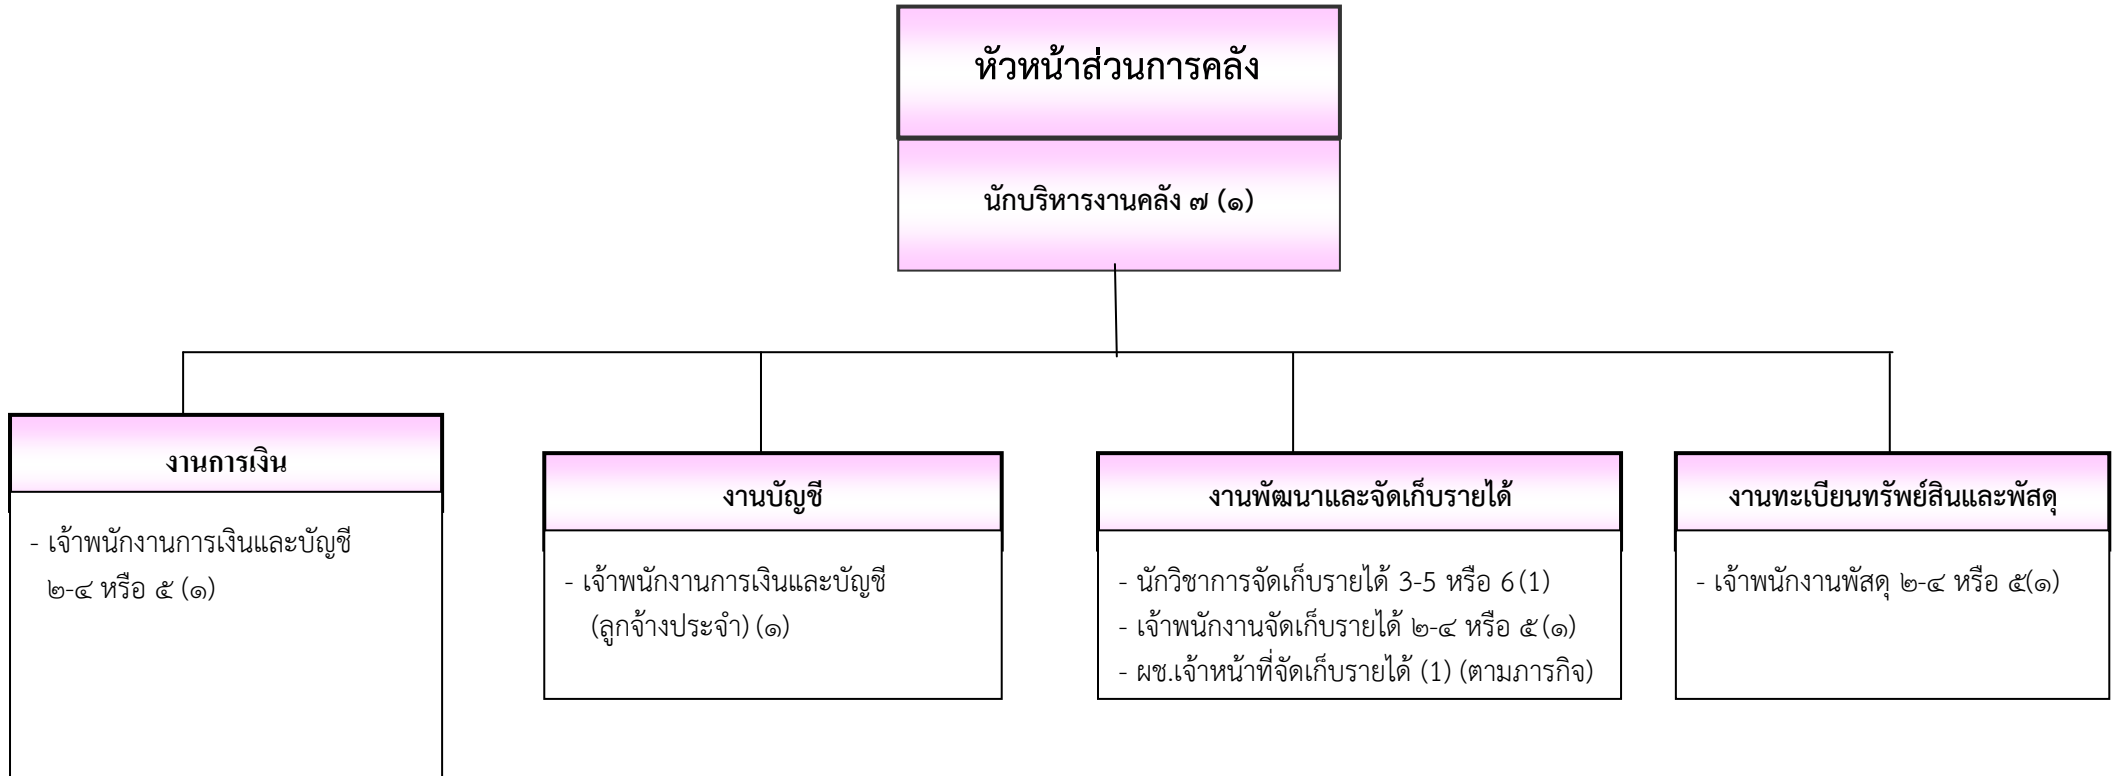 หัวหน้าส่วนการคลัง
นักบริหารงานคลัง ๗ (๑)
งานการเงิน
- เจ้าพนักงานการเงินและบัญชี
๒-๔ หรือ ๕ (๑)
งานบัญชี
- เจ้าพนักงานการเงินและบัญชี
(ลูกจ้างประจำ) (๑)
งานพัฒนาและจัดเก็บรายได้
- นักวิชาการจัดเก็บรายได้ 3-5 หรือ 6 (1)
- เจ้าพนักงานจัดเก็บรายได้ ๒-๔ หรือ ๕ (๑)
- ผช.เจ้าหน้าที่จัดเก็บรายได้ (1) (ตามภารกิจ)
งานทะเบียนทรัพย์สินและพัสดุ
- เจ้าพนักงานพัสดุ ๒-๔ หรือ ๕(๑)